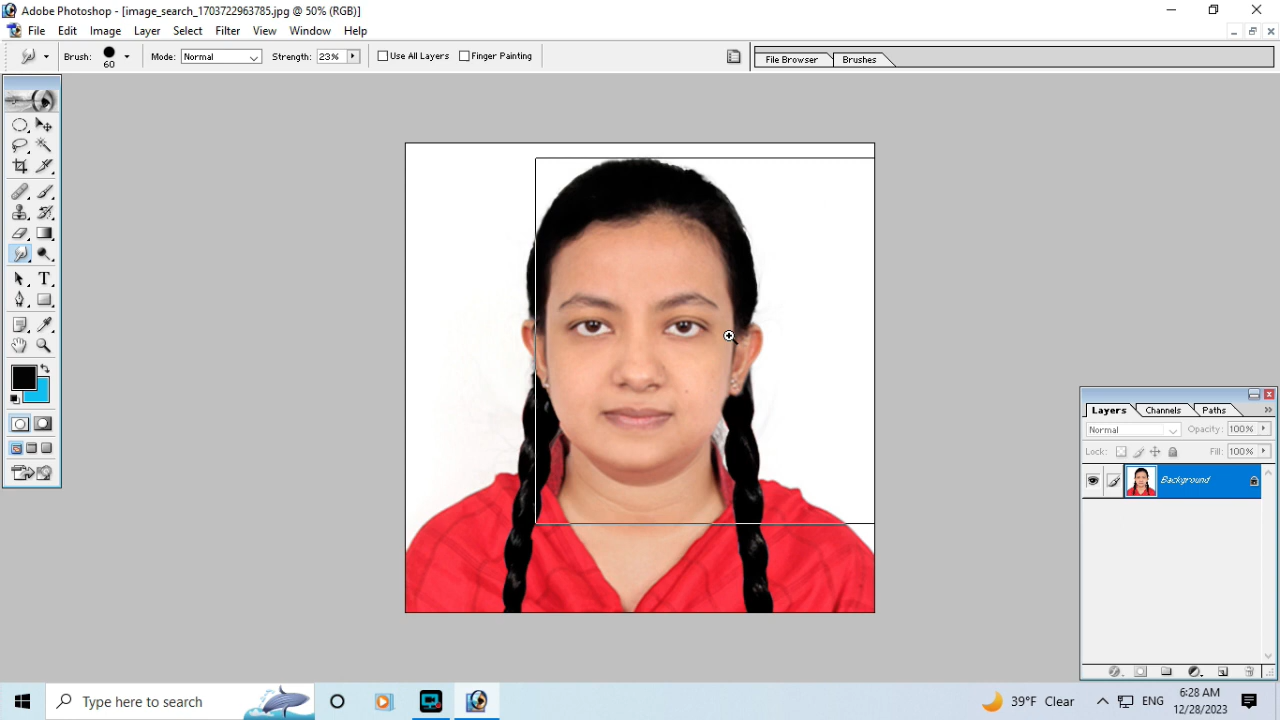 Adobe Photoshop - [image_search_1703722963785.jpg @ 50% (RGB)]
File Edit Image Layer Select Filter View Window Help
Brush: 60 Mode: Normal Strength: 23% Use All Layers Finger Painting File Browser Brushes
T
Layers Channels Paths
Normal Opacity: 100%
Lock: Fill: 100%
Background
Type here to search 39°F Clear ENG 6:28 AM
12/28/2023